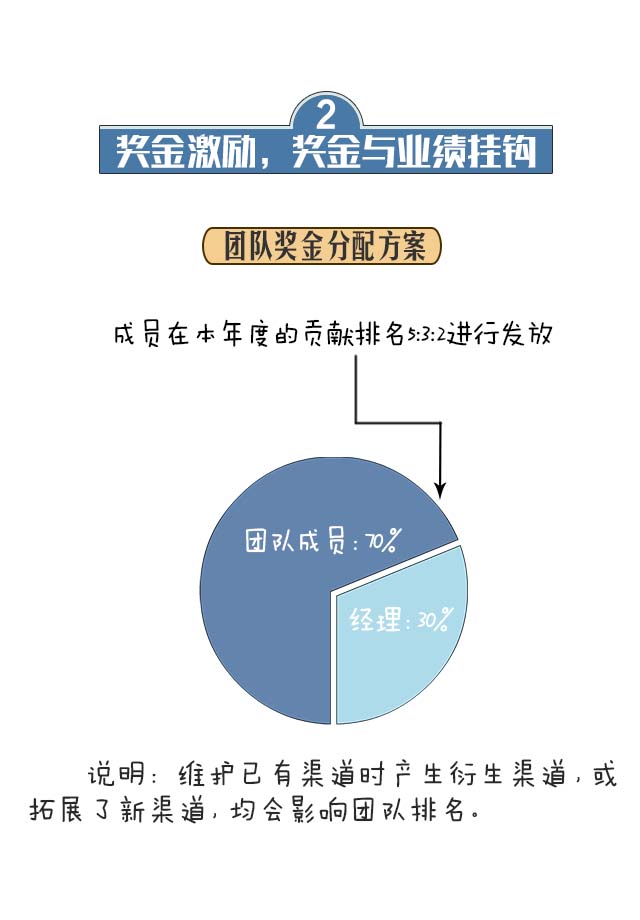 2
奖金激励，奖金与业绩挂钩
团队奖金分配方案
成员在本年度的贡献排名5:3:2进行发放
团队成员：70%
经理：30%
说明：维护已有渠道时产生衍生渠道，或
拓展了新渠道，均会影响团队排名。